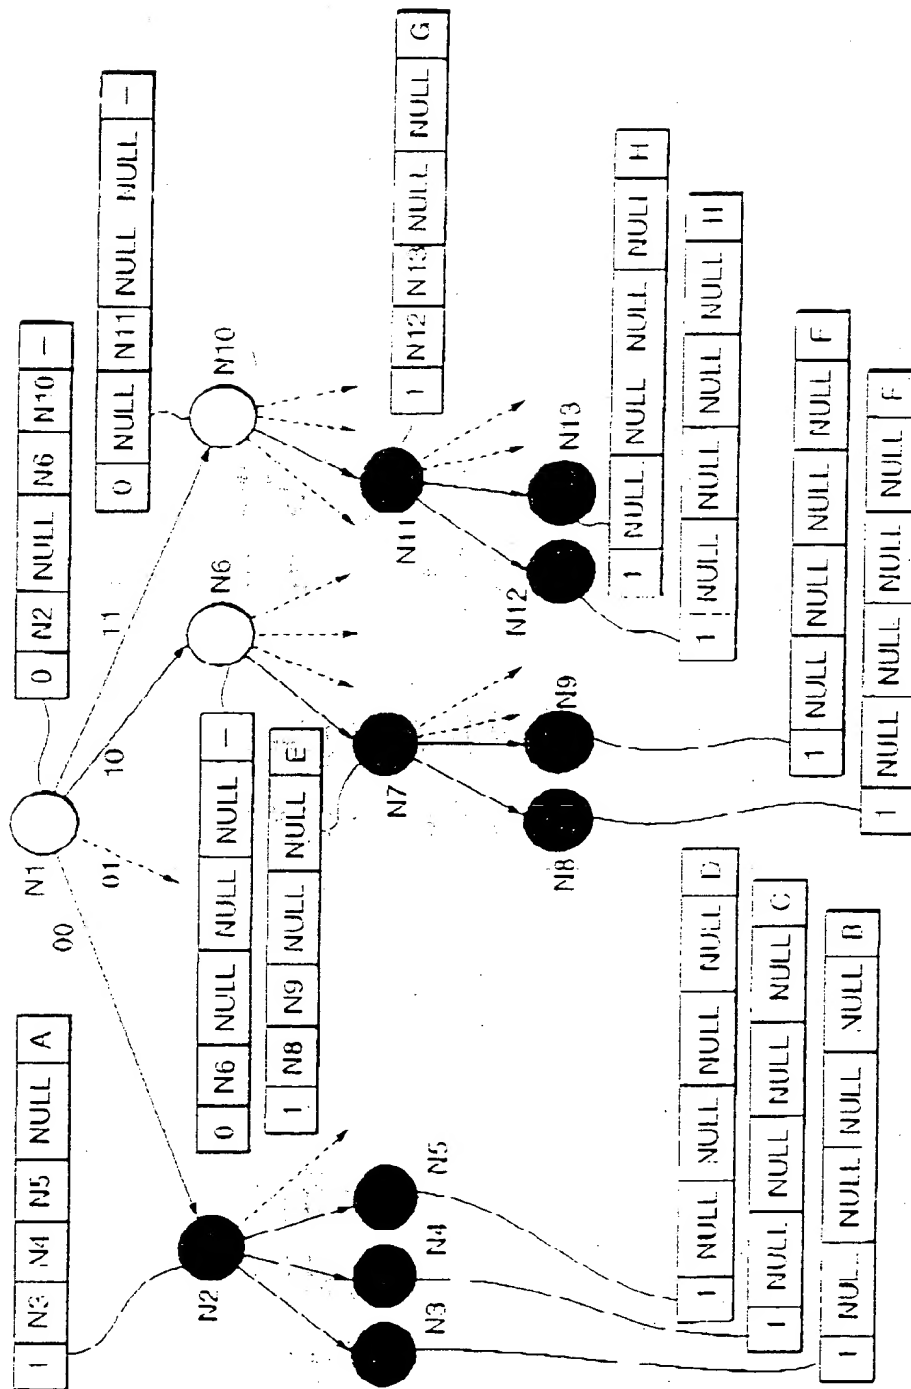 1 N3 N4 N5 NULL A
N1
0 N2 NULL N6 N10 —
00
01
10
11
0 NULL N11 NULL NULL —
N2
0 N6 NULL NULL NULL —
N6
N10
1 N8 N9 NULL NULL E
N7
N11
1 N12 N13 NULL NULL G
N3
N4
N5
N8
N9
N12
N13
1 NULL NULL NULL NULL H
1 NULL NULL NULL NULL H
1 NULL NULL NULL NULL D
1 NULL NULL NULL NULL C
1 NULL NULL NULL NULL B
1 NULL NULL NULL NULL F
1 NULL NULL NULL NULL F